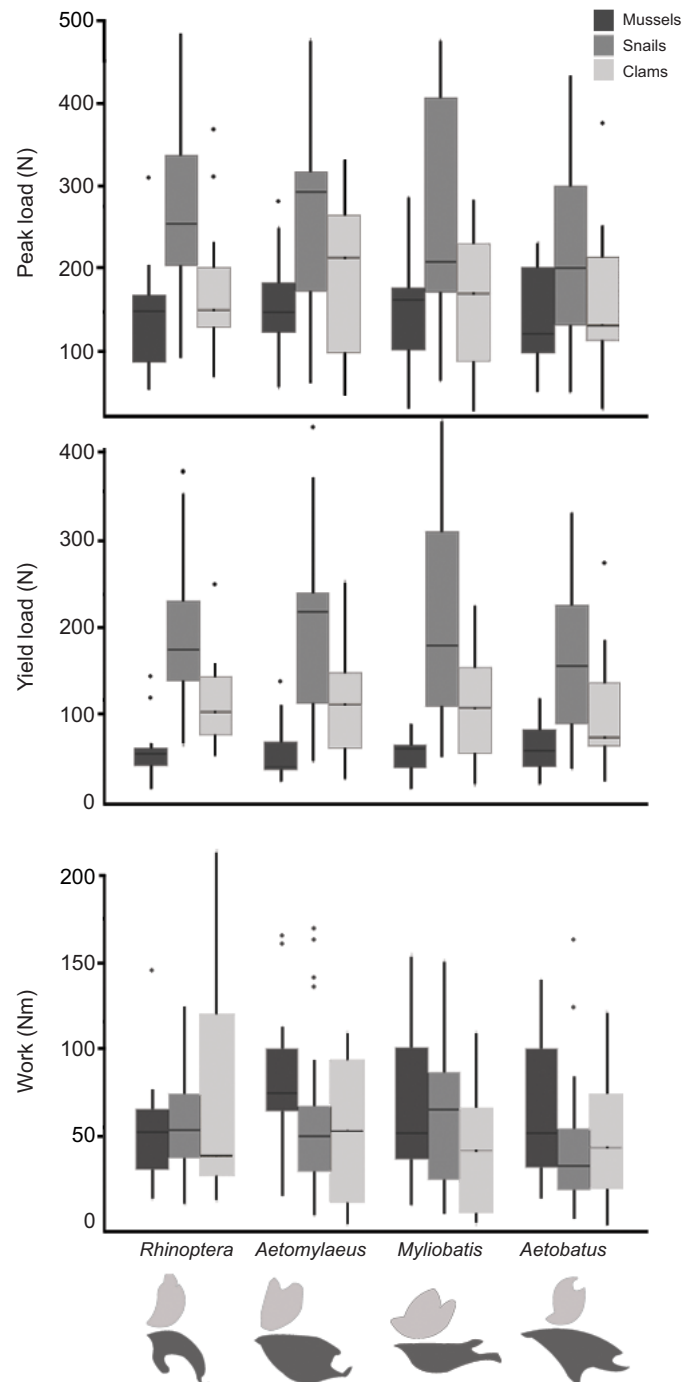 500
400
300
200
100
Peak load (N)
Mussels
Snails
Clams
400
300
200
100
0
Yield load (N)
200
150
100
50
0
Work (Nm)
Rhinoptera Aetomylaeus Myliobatis Aetobatus